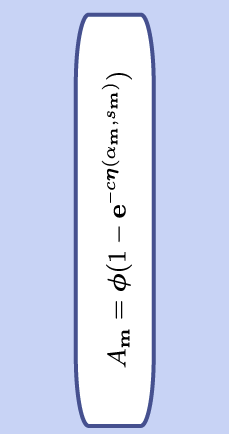 A_𝐦 = 𝝓(1 − 𝐞^{−c𝜼(α_𝐦, s_𝐦)})